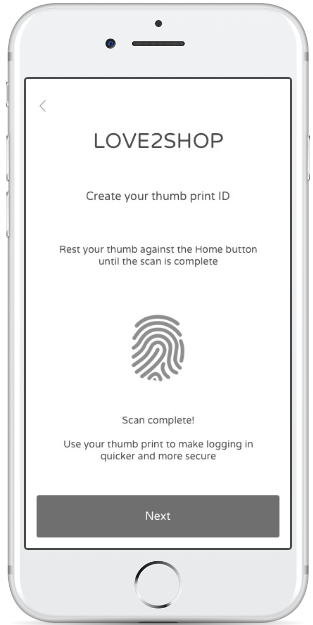 LOVE2SHOP
Create your thumb print ID
Rest your thumb against the Home button
until the scan is complete
Scan complete!
Use your thumb print to make logging in
quicker and more secure
Next